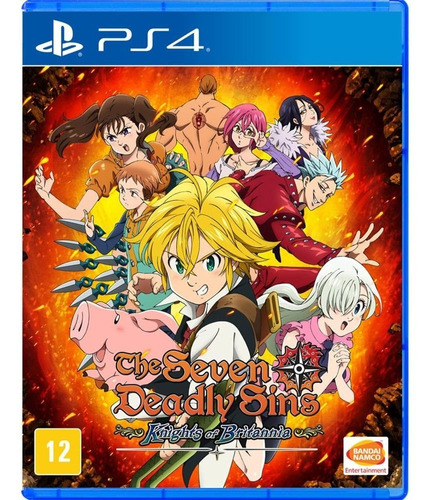 PS4
The Seven
Deadly Sins
Knights of Britannia
12
BANDAI
NAMCO
Entertainment